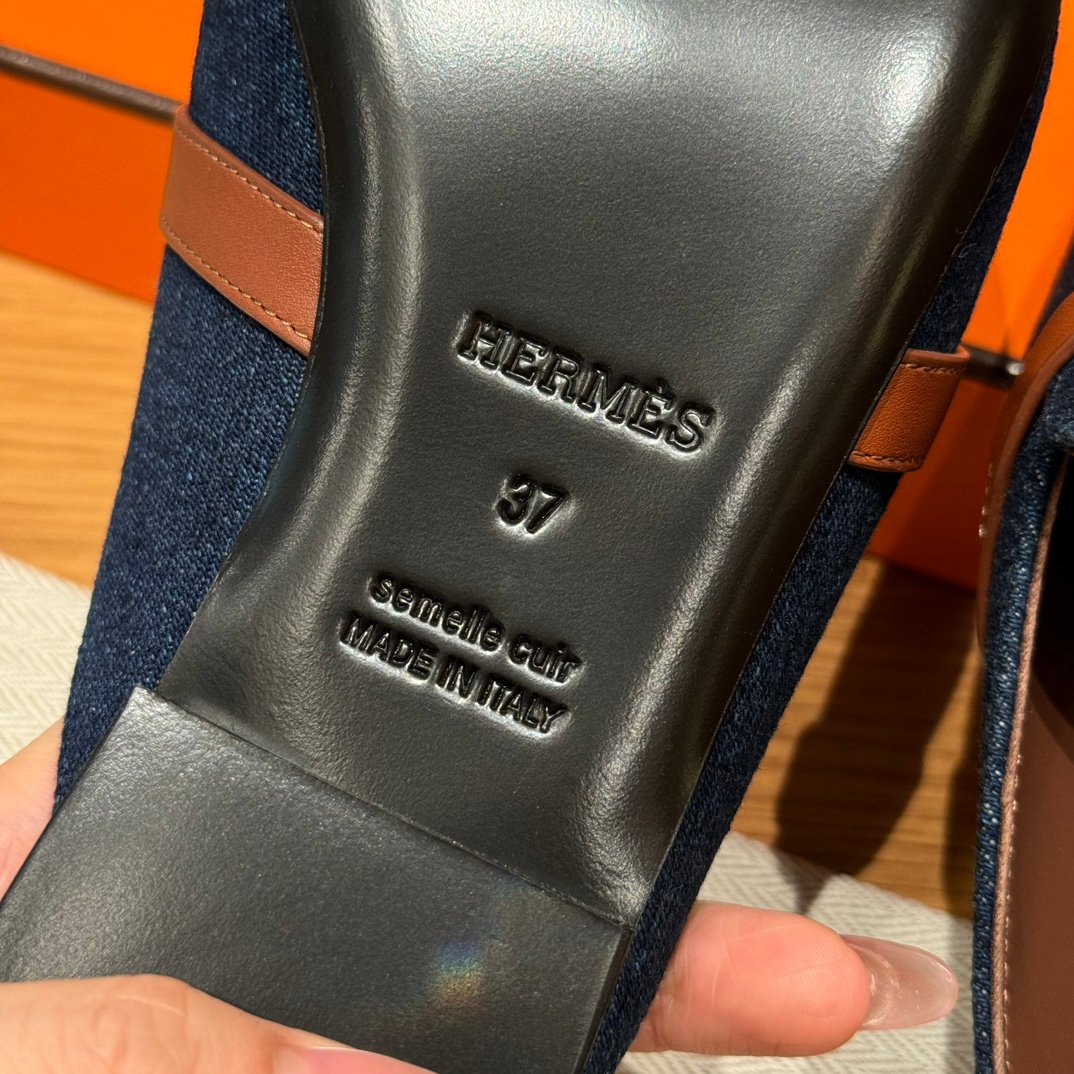 HERMÈS
37
semelle cuir
MADE IN ITALY